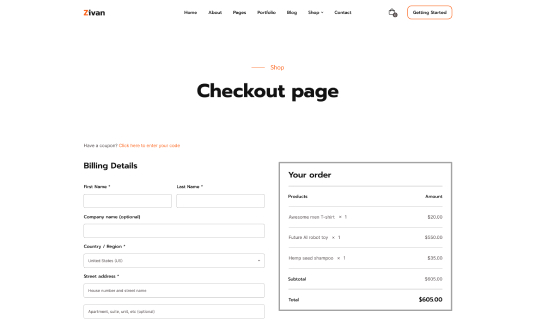 Zivan
Home About Pages Portfolio Blog Shop Contact
Getting Started
Shop
Checkout page
Have a coupon? Click here to enter your code
Billing Details
First Name * Last Name *
Company name (optional)
Country / Region *
United States (US)
Street address *
House number and street name
Apartment, suite, unit, etc (optional)
Your order
Products Amount
Awesome men T-shirt × 1 $20.00
Future AI robot toy × 1 $550.00
Hemp seed shampoo × 1 $35.00
Subtotal $605.00
Total $605.00